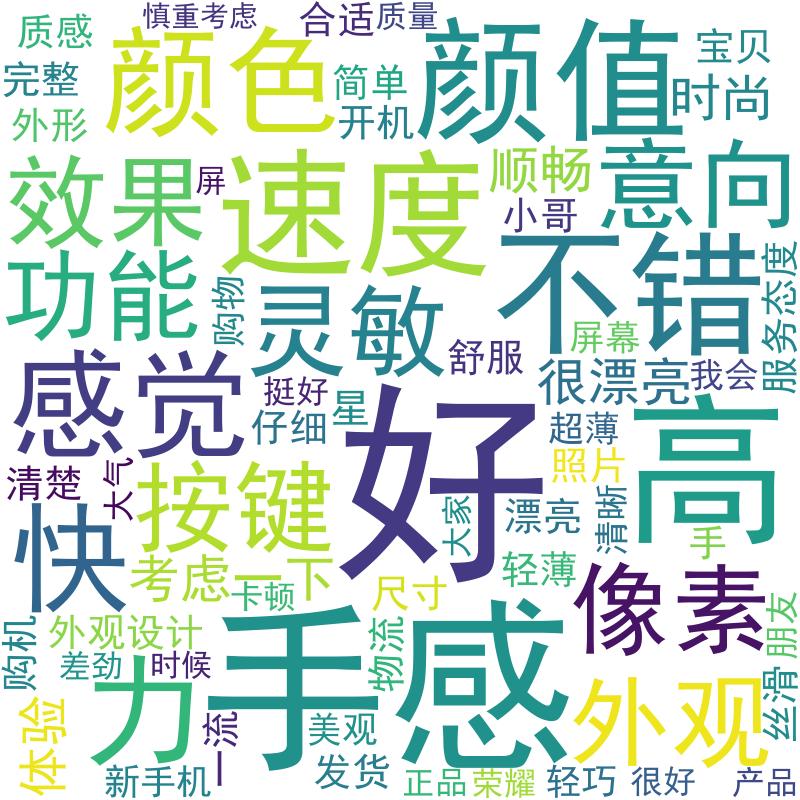 慎重考虑
合适
质量
质感
颜色
颜值
宝贝
完整
简单
时尚
外形
开机
效果
屏
速度
顺畅
意向
小哥
不错
服务态度
功能
购物
灵敏
屏幕
舒服
很漂亮
我会
感觉
挺好
星
好
高
仔细
超薄
清楚
大气
按键
照片
快
大家
漂亮
清晰
手
考虑一下
卡顿
轻薄
尺寸
像素
购机
外观设计
手感
物流
朋友
差劲
时候
力
外观
丝滑
体验
一流
美观
新手机
发货
正品
荣耀
轻巧
很好
产品